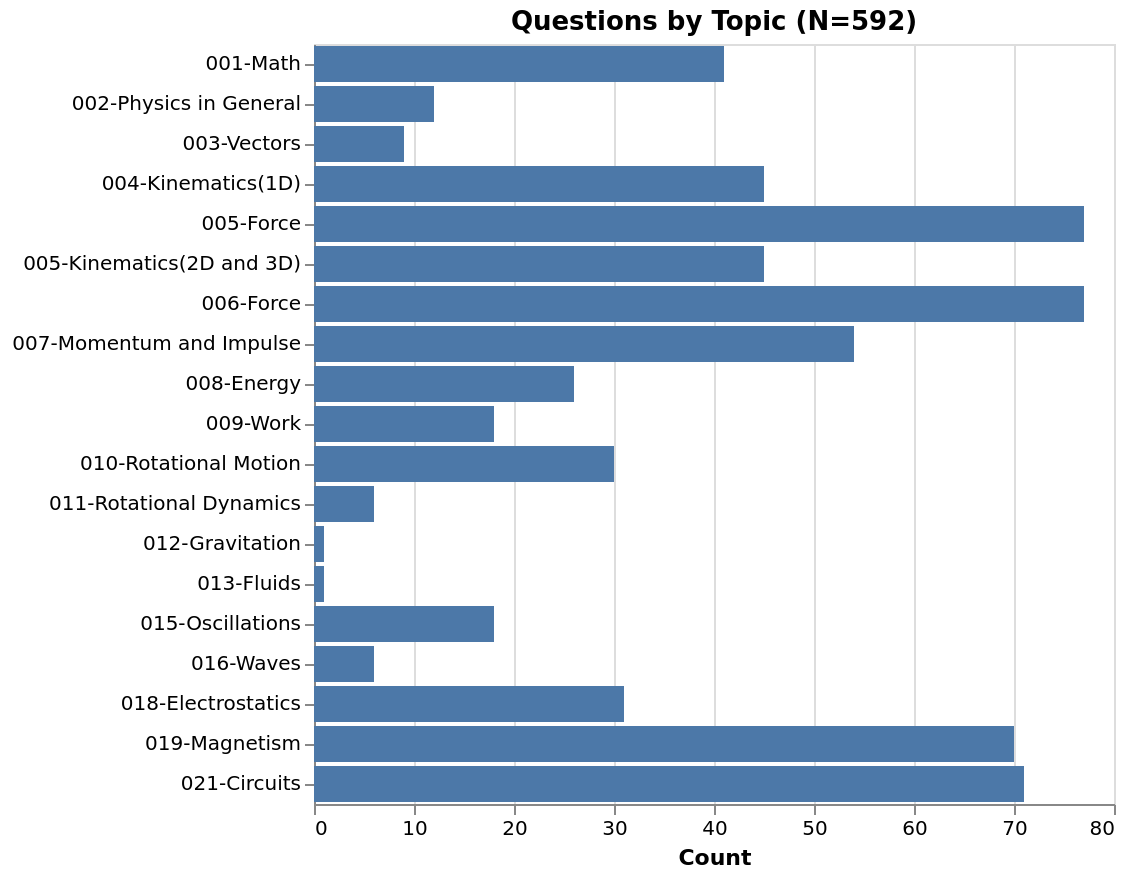 Questions by Topic (N=592)
001-Math
002-Physics in General
003-Vectors
004-Kinematics(1D)
005-Force
005-Kinematics(2D and 3D)
006-Force
007-Momentum and Impulse
008-Energy
009-Work
010-Rotational Motion
011-Rotational Dynamics
012-Gravitation
013-Fluids
015-Oscillations
016-Waves
018-Electrostatics
019-Magnetism
021-Circuits
0 10 20 30 40 50 60 70 80
Count